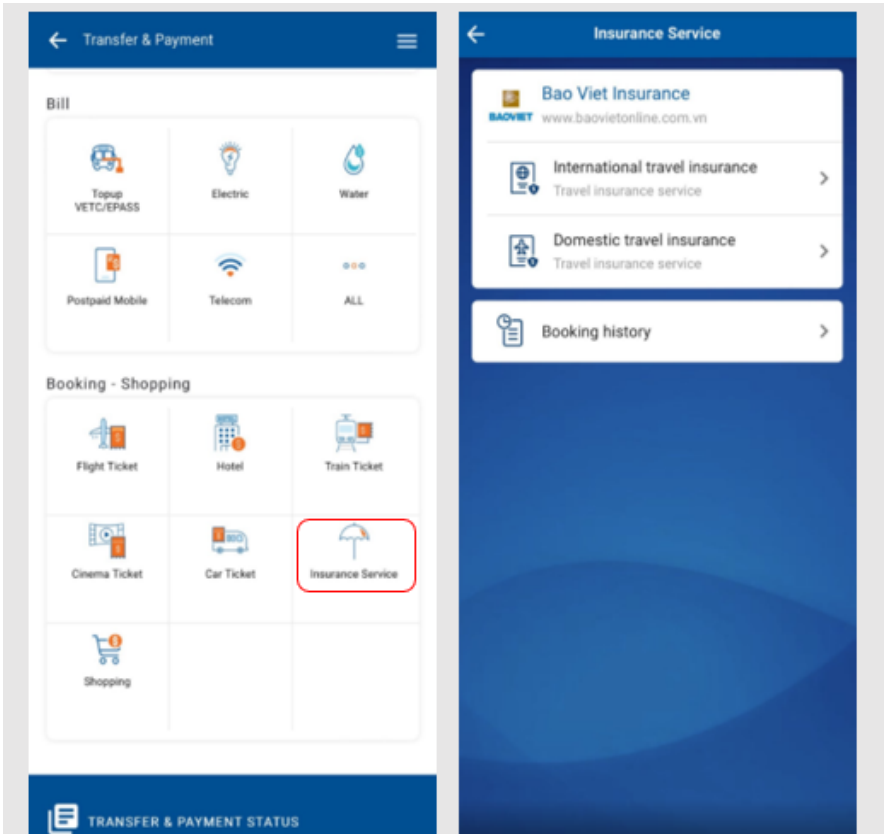 Transfer & Payment
Bill
Topup
VETC/EPASS
Electric
Water
Postpaid Mobile
Telecom
ALL
Booking - Shopping
Flight Ticket
Hotel
Train Ticket
Cinema Ticket
Car Ticket
Insurance Service
Shopping
TRANSFER & PAYMENT STATUS
Insurance Service
BAOVIET
Bao Viet Insurance
www.baovietonline.com.vn
International travel insurance
Travel insurance service
Domestic travel insurance
Travel insurance service
Booking history